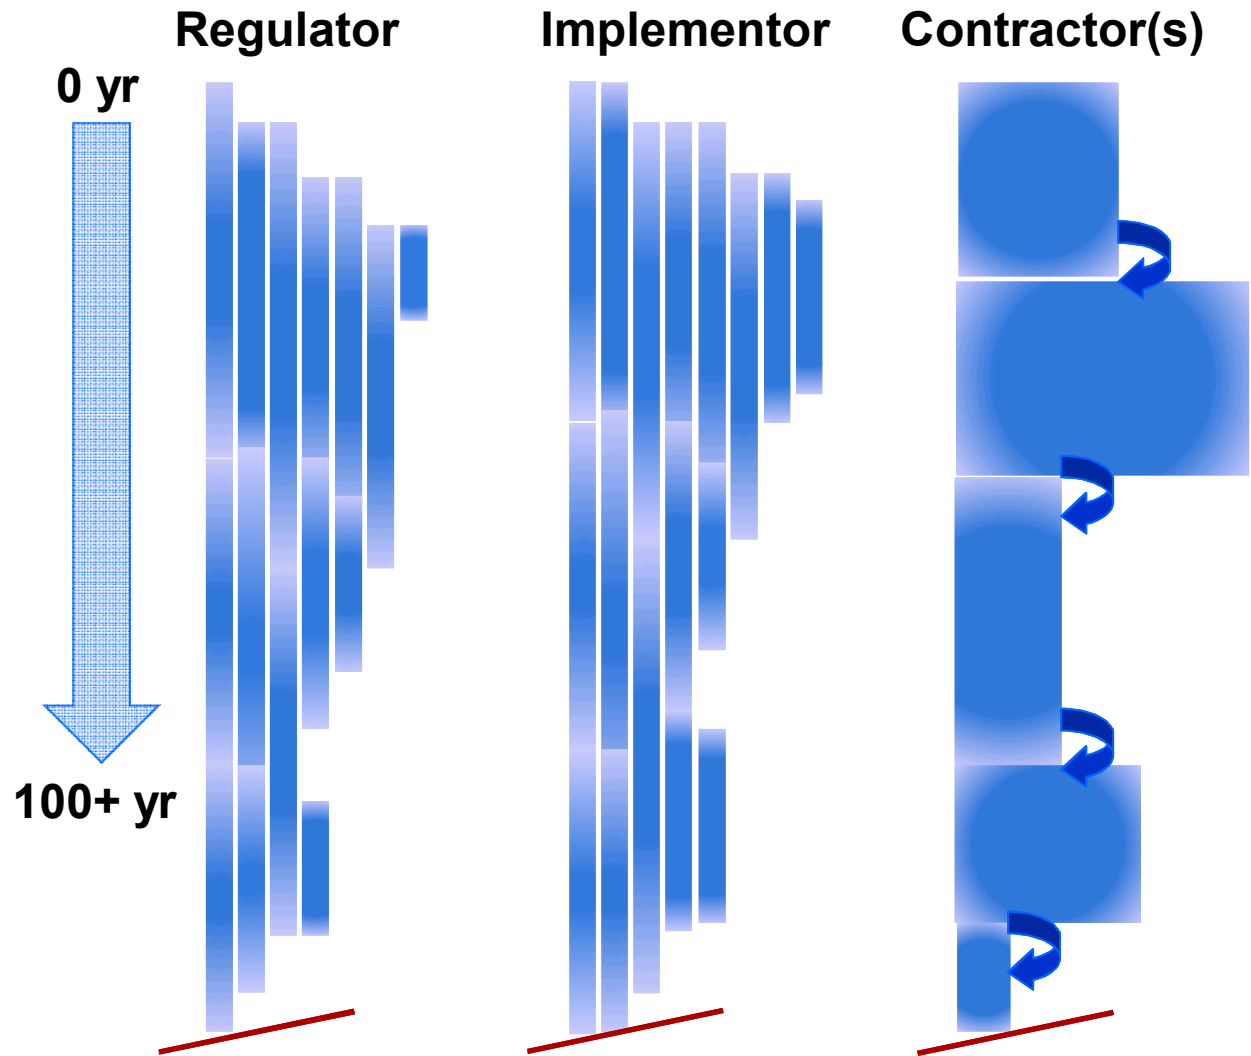 Regulator
Implementor
Contractor(s)
0 yr
100+ yr